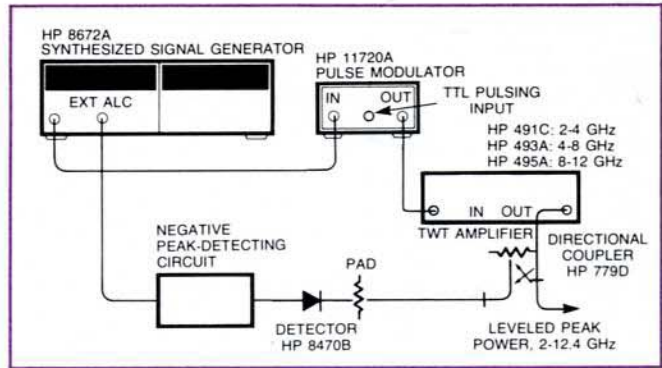 HP 8672A
SYNTHESIZED SIGNAL GENERATOR
EXT ALC
HP 11720A
PULSE MODULATOR
IN OUT
TTL PULSING
INPUT
HP 491C: 2-4 GHz
HP 493A: 4-8 GHz
HP 495A: 8-12 GHz
IN OUT
TWT AMPLIFIER
NEGATIVE
PEAK-DETECTING
CIRCUIT
PAD
DIRECTIONAL
COUPLER
HP 779D
DETECTOR
HP 8470B
LEVELED PEAK
POWER, 2-12.4 GHz